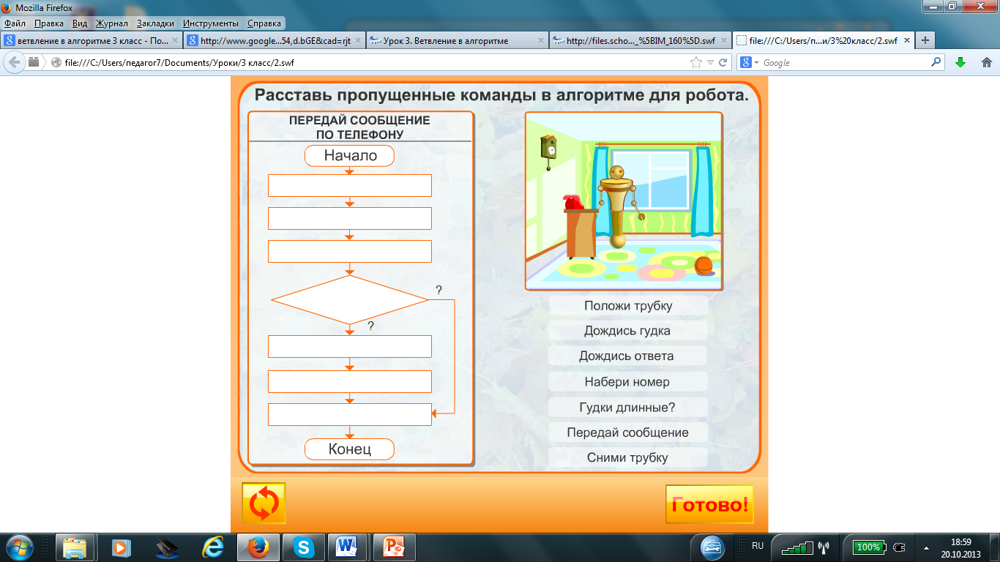 Mozilla Firefox
Файл Правка Вид Журнал Закладки Инструменты Справка
ветвление в алгоритме 3 класс - По...
http://www.google...54,d.bGE&cad=rjt
Урок 3. Ветвление в алгоритме
http://files.scho..._%5BIM_160%5D.swf
file:///C:/Users/п...и/3%20класс/2.swf
file:///C:/Users/педагог7/Documents/Уроки/3 класс/2.swf
Google
Расставь пропущенные команды в алгоритме для робота.
ПЕРЕДАЙ СООБЩЕНИЕ
ПО ТЕЛЕФОНУ
Начало
?
?
Конец
Положи трубку
Дождись гудка
Дождись ответа
Набери номер
Гудки длинные?
Передай сообщение
Сними трубку
Готово!
RU
100%
18:59
20.10.2013